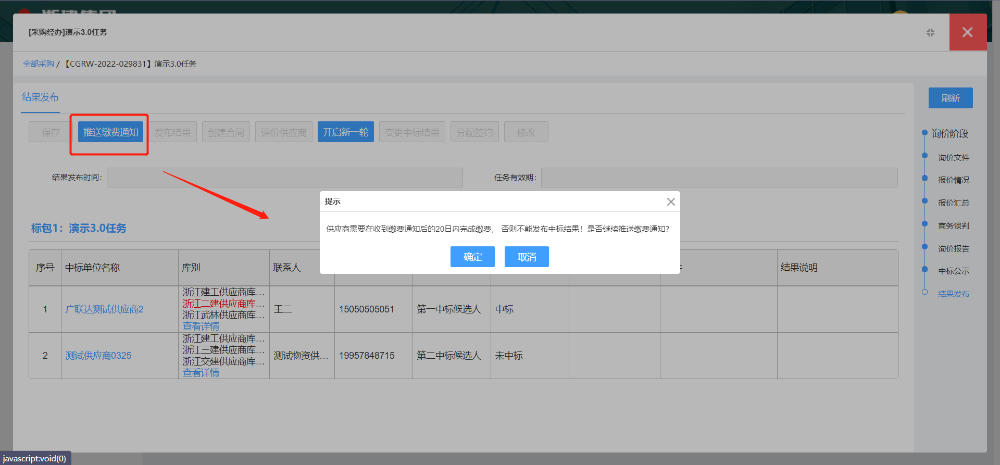 [采购经办]演示3.0任务
全部采购 / 【CGRW-2022-029831】演示3.0任务
结果发布
刷新
保存 推送缴费通知 发布结果 创建合同 评价供应商 开启新一轮 变更中标结果 分配签约 修改
结果发布时间：
任务有效期：
提示
供应商需要在收到缴费通知后的20日内完成缴费，否则不能发布中标结果！是否继续推送缴费通知？
确定 取消
标包1：演示3.0任务
序号 中标单位名称 库别 联系人 结果说明
1 广联达测试供应商2 浙江建工供应商库… 王二 15050505051 第一中标候选人 中标
浙江二建供应商库…
浙江武林供应商库…
查看详情
2 测试供应商0325 浙江建工供应商库… 测试物资供… 19957848715 第二中标候选人 未中标
浙江三建供应商库…
浙江交建供应商库…
查看详情
询价阶段
询价文件
报价情况
报价汇总
商务谈判
询价报告
中标公示
结果发布
javascript:void(0)